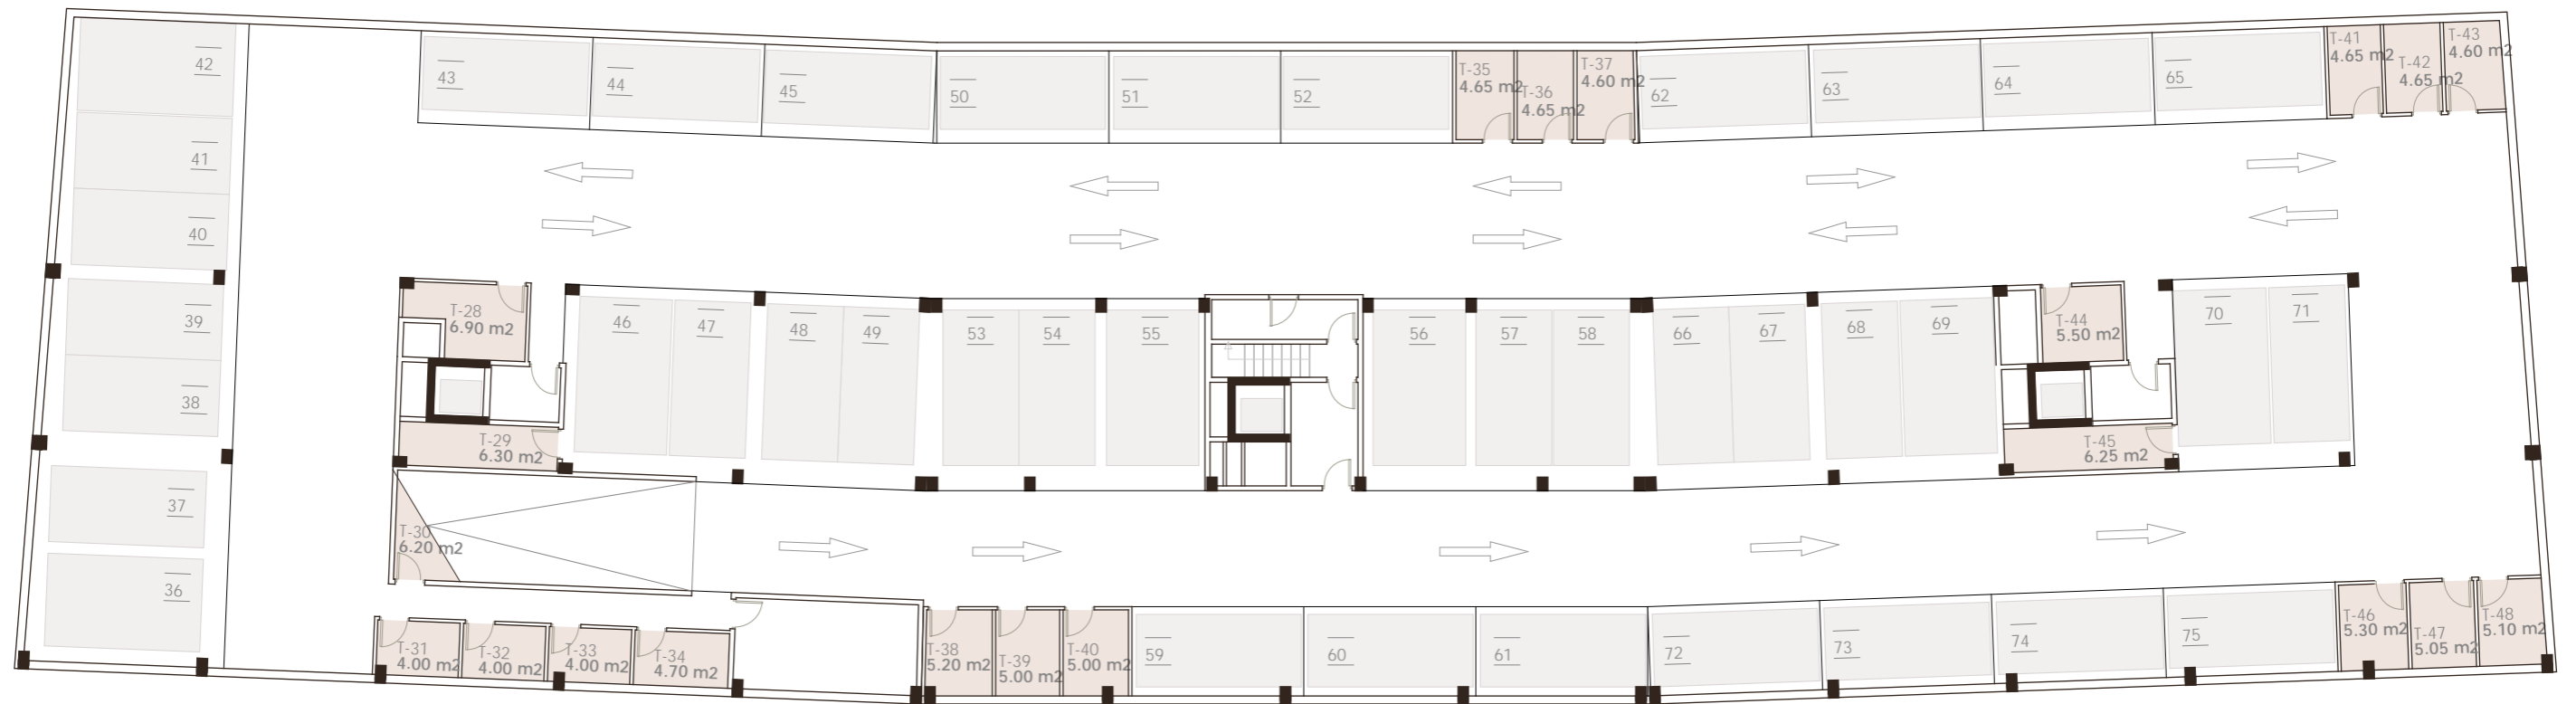 42
41
40
39
38
37
36
43
44
45
50
51
52
T-35
4.65 m2
T-36
4.65 m2
T-37
4.60 m2
62
63
64
65
T-41
4.65 m2
T-42
4.65 m2
T-43
4.60 m2
T-28
6.90 m2
46
47
48
49
53
54
55
56
57
58
66
67
68
69
T-44
5.50 m2
70
71
T-29
6.30 m2
T-45
6.25 m2
T-30
6.20 m2
T-31
4.00 m2
T-32
4.00 m2
T-33
4.00 m2
T-34
4.70 m2
T-38
5.20 m2
T-39
5.00 m2
T-40
5.00 m2
59
60
61
72
73
74
75
T-46
5.30 m2
T-47
5.05 m2
T-48
5.10 m2